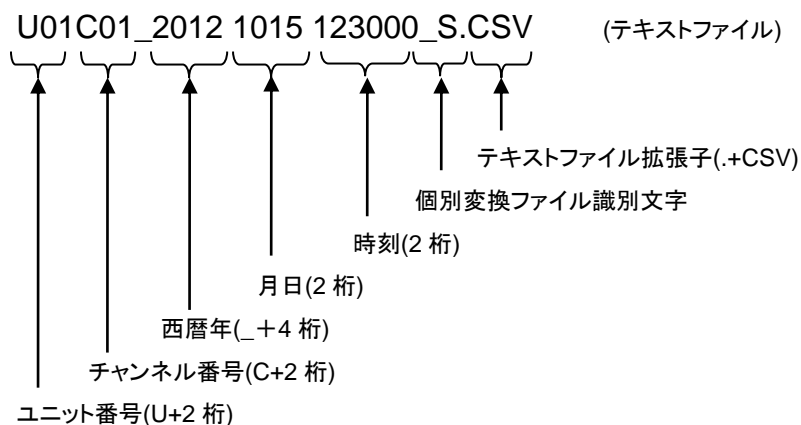 U01C01_2012 1015 123000_S.CSV (テキストファイル)
テキストファイル拡張子(.+CSV)
個別変換ファイル識別文字
時刻(2 桁)
月日(2 桁)
西暦年(_＋4 桁)
チャンネル番号(C+2 桁)
ユニット番号(U+2 桁)